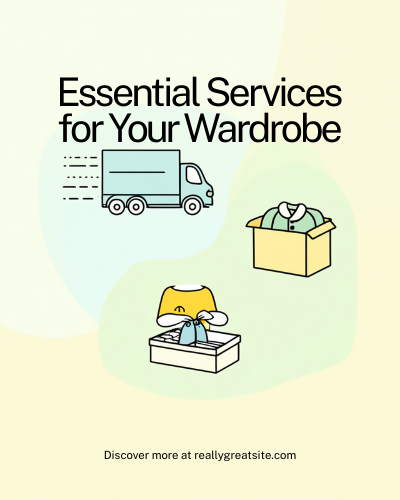 Essential Services
for Your Wardrobe
Discover more at reallygreatsite.com